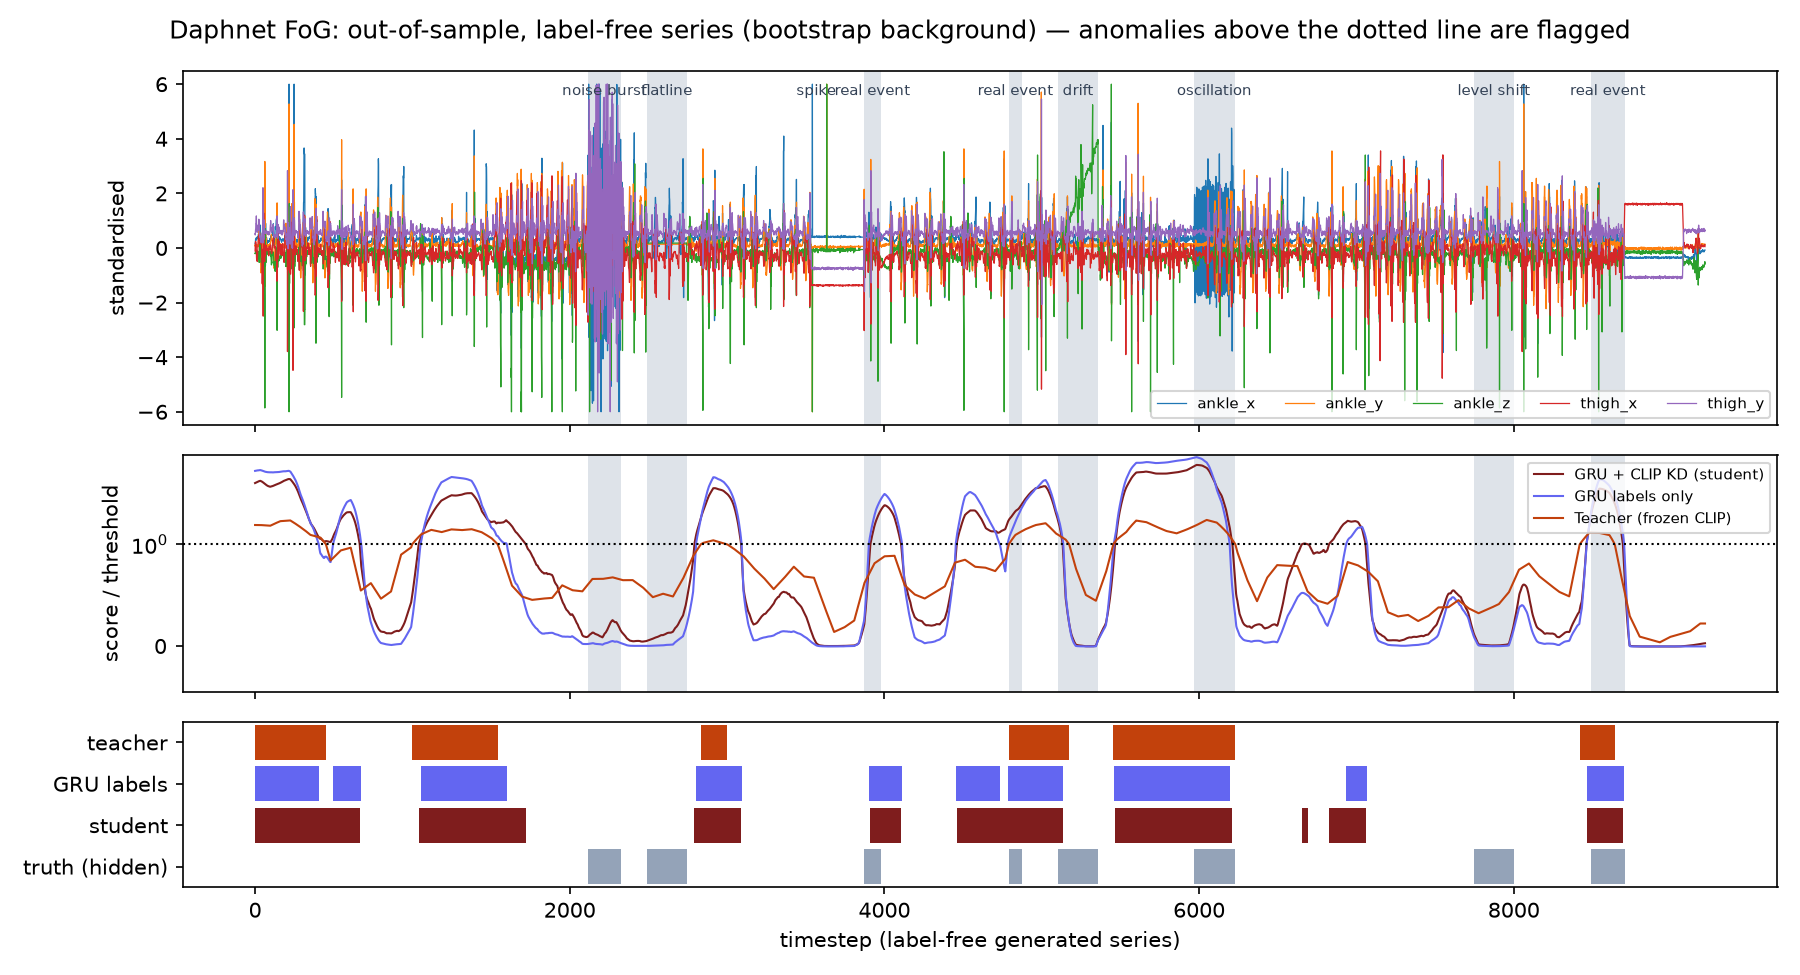 Daphnet FoG: out-of-sample, label-free series (bootstrap background) — anomalies above the dotted line are flagged
6
4
2
0
−2
−4
−6
standardised
noise burst
flatline
spike
real event
real event
drift
oscillation
level shift
real event
ankle_x
ankle_y
ankle_z
thigh_x
thigh_y
score / threshold
10⁰
0
GRU + CLIP KD (student)
GRU labels only
Teacher (frozen CLIP)
teacher
GRU labels
student
truth (hidden)
0
2000
4000
6000
8000
timestep (label-free generated series)